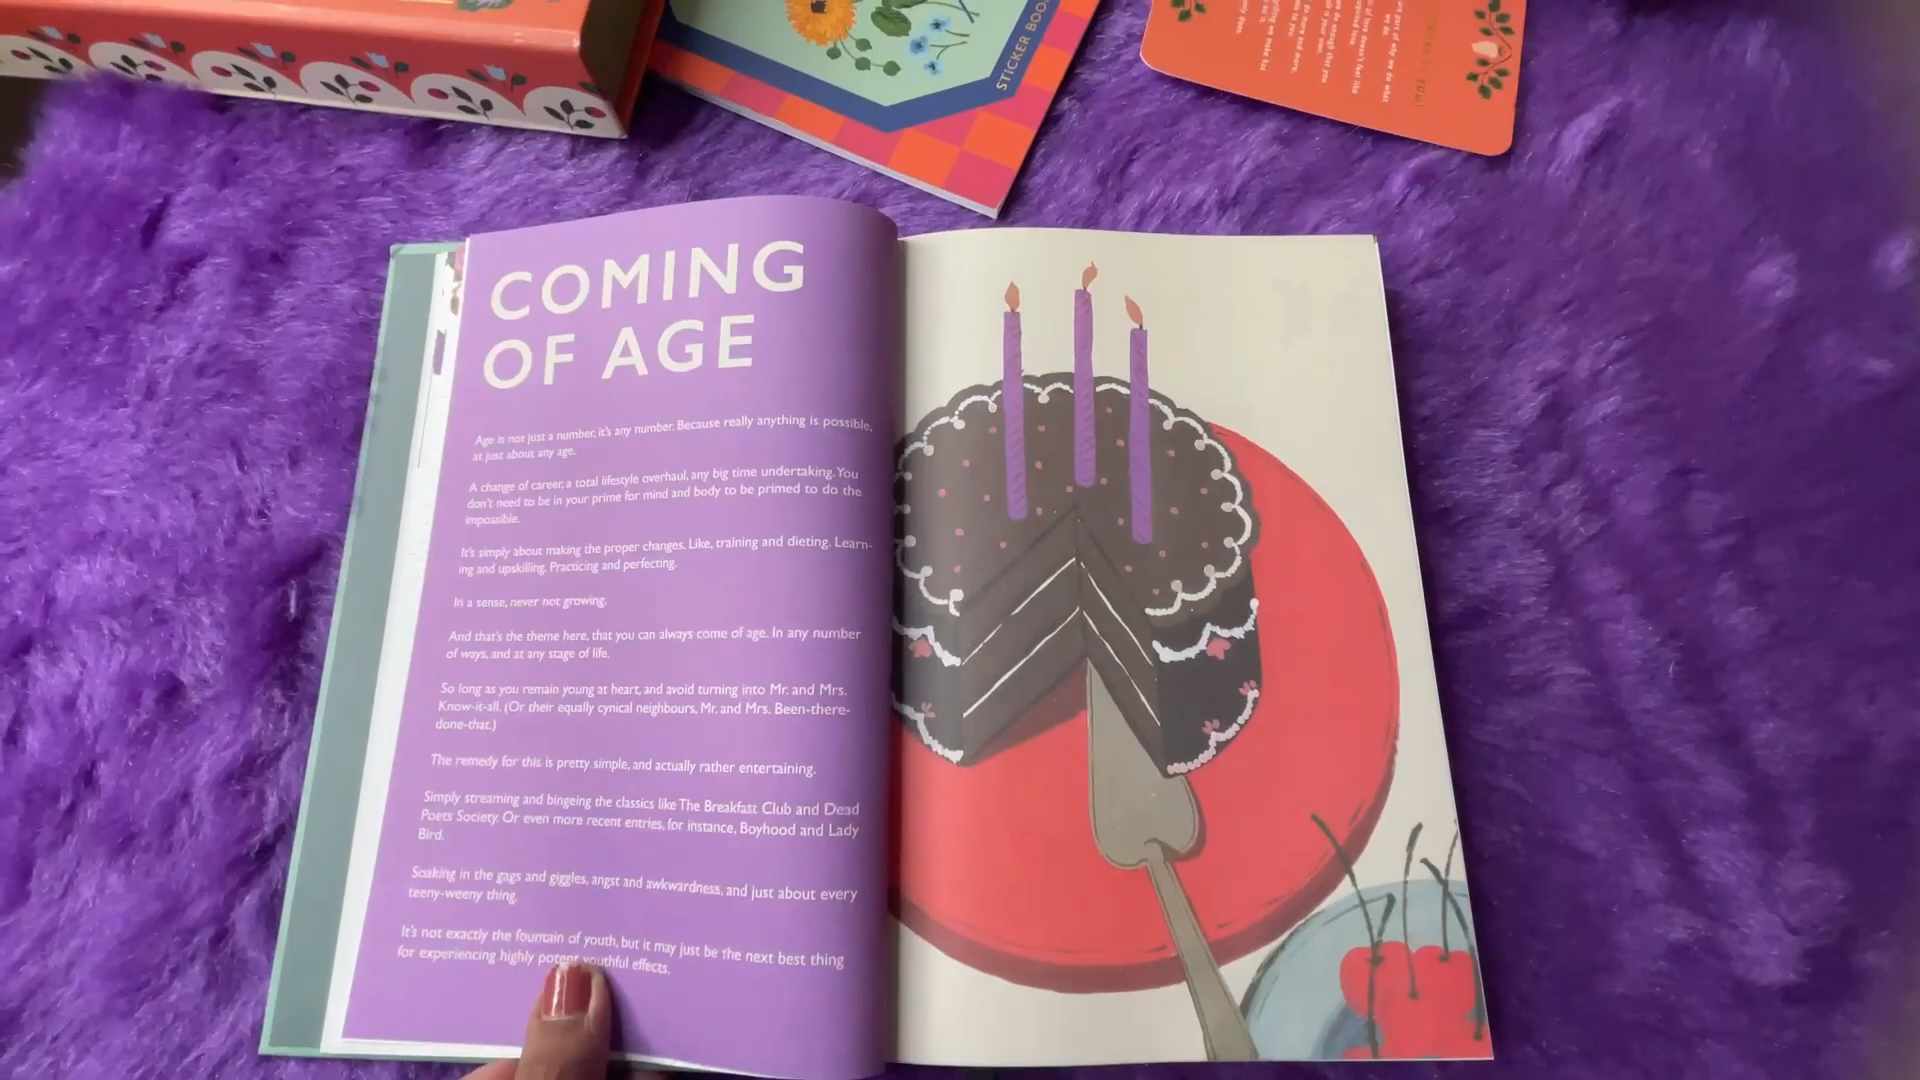 STICKER BOOK
COMING
OF AGE
Age is not just a number, it's any number. Because really anything is possible,
at just about any age.
A change of career, a total lifestyle overhaul, any big time undertaking. You
don't need to be in your prime for mind and body to be primed to do the
impossible.
It's simply about making the proper changes. Like, training and dieting. Learn-
ing and upskilling. Practicing and perfecting.
In a sense, never not growing.
And that's the theme here, that you can always come of age. In any number
of ways, and at any stage of life.
So long as you remain young at heart, and avoid turning into Mr. and Mrs.
Know-it-all. (Or their equally cynical neighbours, Mr. and Mrs. Been-there-
done-that.)
The remedy for this is pretty simple, and actually rather entertaining.
Simply streaming and bingeing the classics like The Breakfast Club and Dead
Poets Society. Or even more recent entries, for instance, Boyhood and Lady
Bird.
Soaking in the gags and giggles, angst and awkwardness, and just about every
teeny-weeny thing.
It's not exactly the fountain of youth, but it may just be the next best thing
for experiencing highly potent youthful effects.